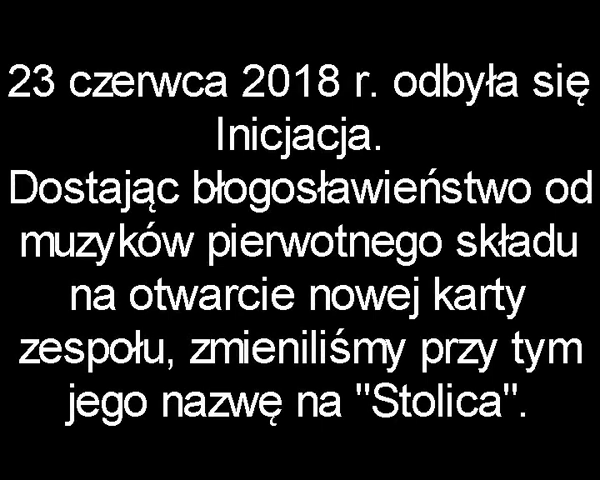 23 czerwca 2018 r. odbyła się
Inicjacja.
Dostając błogosławieństwo od
muzyków pierwotnego składu
na otwarcie nowej karty
zespołu, zmieniliśmy przy tym
jego nazwę na "Stolica".